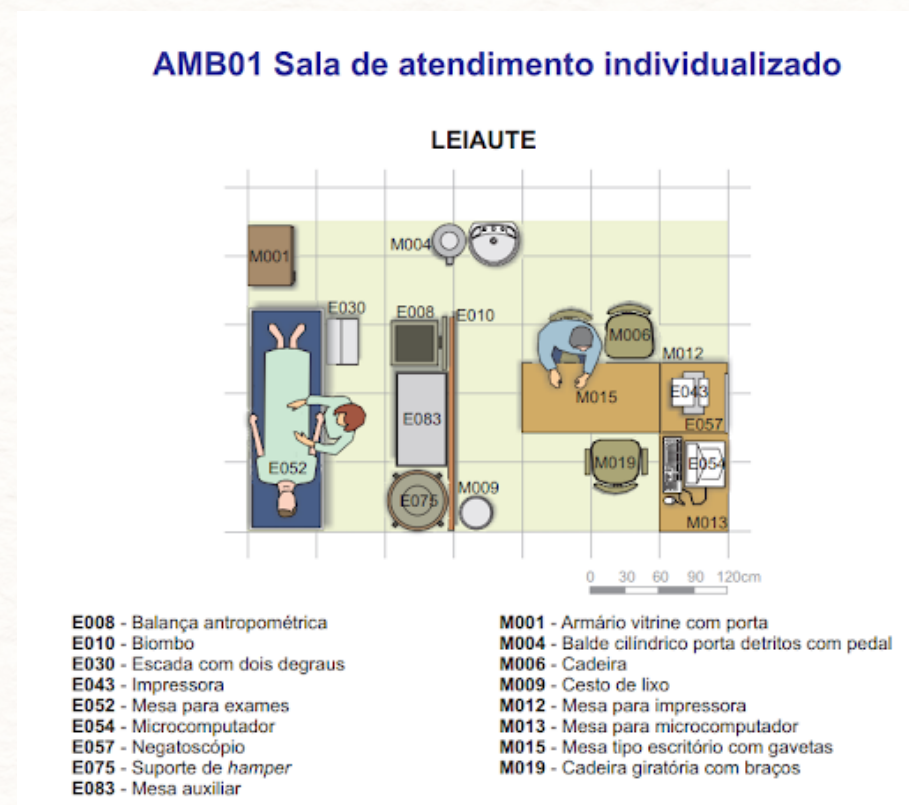 AMB01 Sala de atendimento individualizado
LEIAUTE
M001
M004
E030
E008
E010
M006
M012
E043
M015
E057
E083
E052
M019
E054
E075
M009
M013
0 30 60 90 120cm
E008 - Balança antropométrica
E010 - Biombo
E030 - Escada com dois degraus
E043 - Impressora
E052 - Mesa para exames
E054 - Microcomputador
E057 - Negatoscópio
E075 - Suporte de hamper
E083 - Mesa auxiliar
M001 - Armário vitrine com porta
M004 - Balde cilíndrico porta detritos com pedal
M006 - Cadeira
M009 - Cesto de lixo
M012 - Mesa para impressora
M013 - Mesa para microcomputador
M015 - Mesa tipo escritório com gavetas
M019 - Cadeira giratória com braços